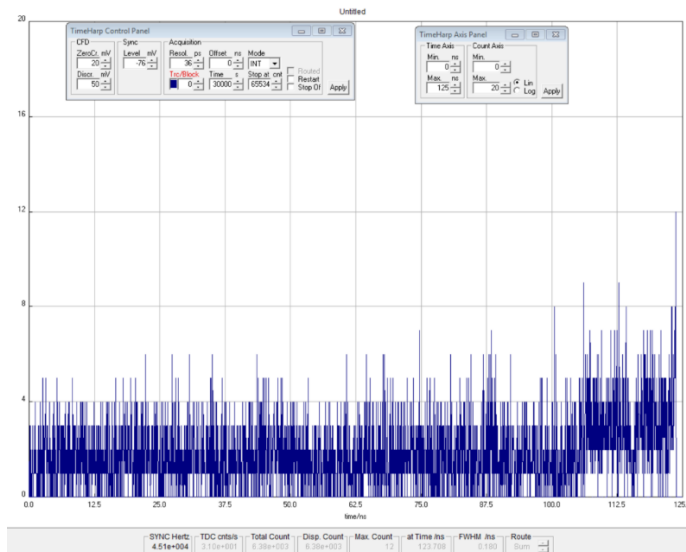 Untitled
TimeHarp Control Panel
CFD
ZeroCr. mV
20
Discr. mV
50
Sync
Level mV
-76
Acquisition
Resol. ps
36
Offset ns
0
Mode
INT
Trc/Block
0
Time s
30000
Stop at cnt
65534
Routed
Restart
Stop Of
Apply
TimeHarp Axis Panel
Time Axis
Min. ns
0
Max. ns
125
Count Axis
Min.
0
Max.
20
Lin
Log
Apply
20
16
12
8
4
0
0.0 12.5 25.0 37.5 50.0 62.5 75.0 87.5 100.0 112.5 125.
time/ns
SYNC Hertz TDC cnts/s Total Count Disp. Count Max. Count at Time /ns FWHM /ns Route
4.51e+004 3.10e+001 8.38e+003 8.38e+003 12 123.708 0.180 Sum